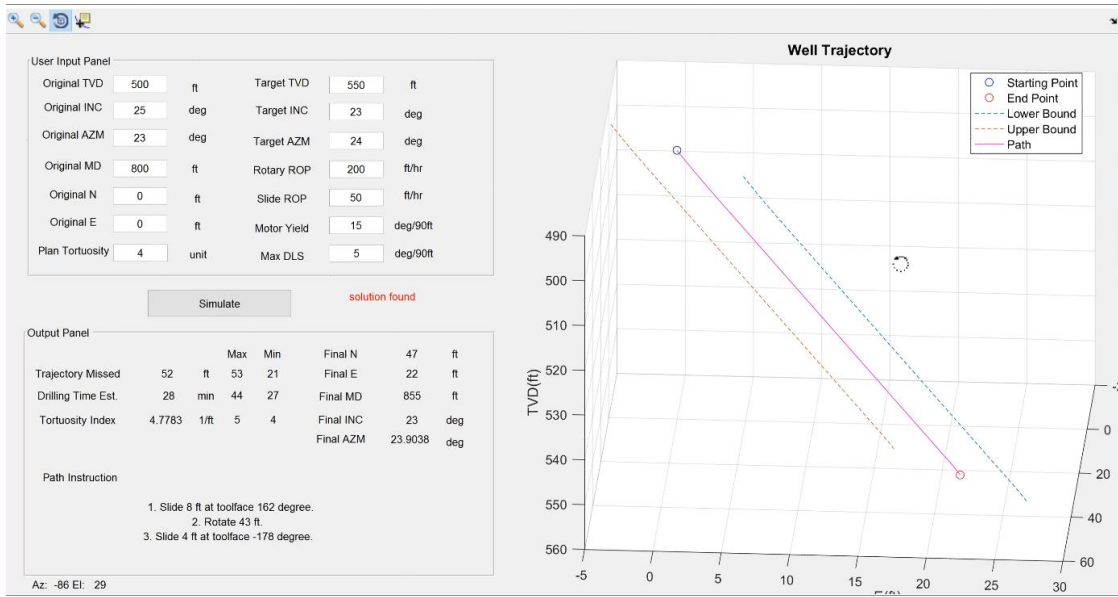 Well Trajectory
User Input Panel
Original TVD 500 ft Target TVD 550 ft
Original INC 25 deg Target INC 23 deg
Original AZM 23 deg Target AZM 24 deg
Original MD 800 ft Rotary ROP 200 ft/hr
Original N 0 ft Slide ROP 50 ft/hr
Original E 0 ft Motor Yield 15 deg/90ft
Plan Tortuosity 4 unit Max DLS 5 deg/90ft
Simulate solution found
Output Panel
Max Min Final N 47 ft
Trajectory Missed 52 ft 53 21 Final E 22 ft
Drilling Time Est. 28 min 44 27 Final MD 855 ft
Tortuosity Index 4.7783 1/ft 5 4 Final INC 23 deg
Final AZM 23.9038 deg
Path Instruction
1. Slide 8 ft at toolface 162 degree.
2. Rotate 43 ft.
3. Slide 4 ft at toolface -178 degree.
Az: -86 El: 29
Starting Point
End Point
Lower Bound
Upper Bound
Path
TVD(ft)
490
500
510
520
530
540
550
560
-5 0 5 10 15 20 25 30
E(ft)
0
20
40
60